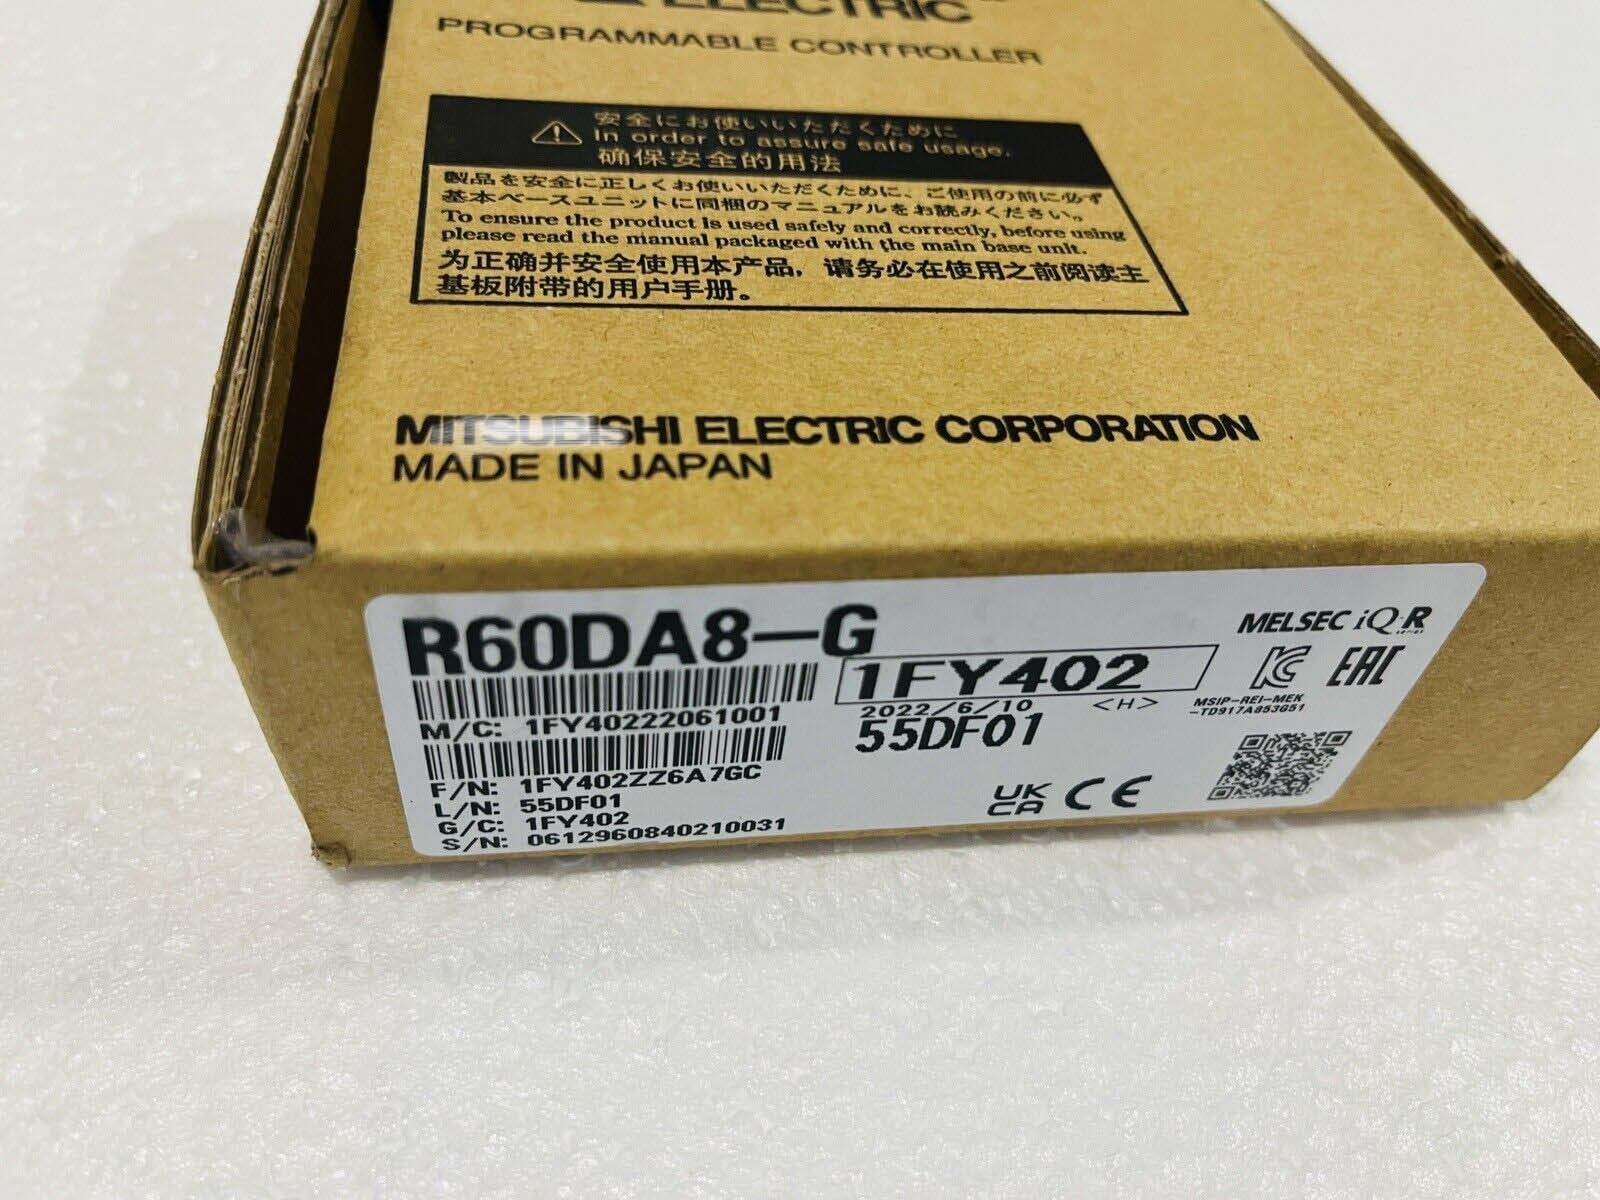 ELECTRIC
PROGRAMMABLE CONTROLLER
安全にお使いいただくために
In order to assure safe usage.
确保安全的用法
製品を安全に正しくお使いいただくために、ご使用の前に必ず
基本ベースユニットに同梱のマニュアルをお読みください。
To ensure the product is used safely and correctly, before using
please read the manual packaged with the main base unit.
为正确并安全使用本产品，请务必在使用之前阅读主
基板附带的用户手册。
MITSUBISHI ELECTRIC CORPORATION
MADE IN JAPAN
R60DA8-G
MELSEC iQ-R
series
1FY402
M/C: 1FY40222061001
2022/6/10
<H>
MSIP-REI-MEK
-TD917A853G51
55DF01
EAC
F/N: 1FY402ZZ6A7GC
L/N: 55DF01
G/C: 1FY402
S/N: 0612960840210031
UK
CA
CE